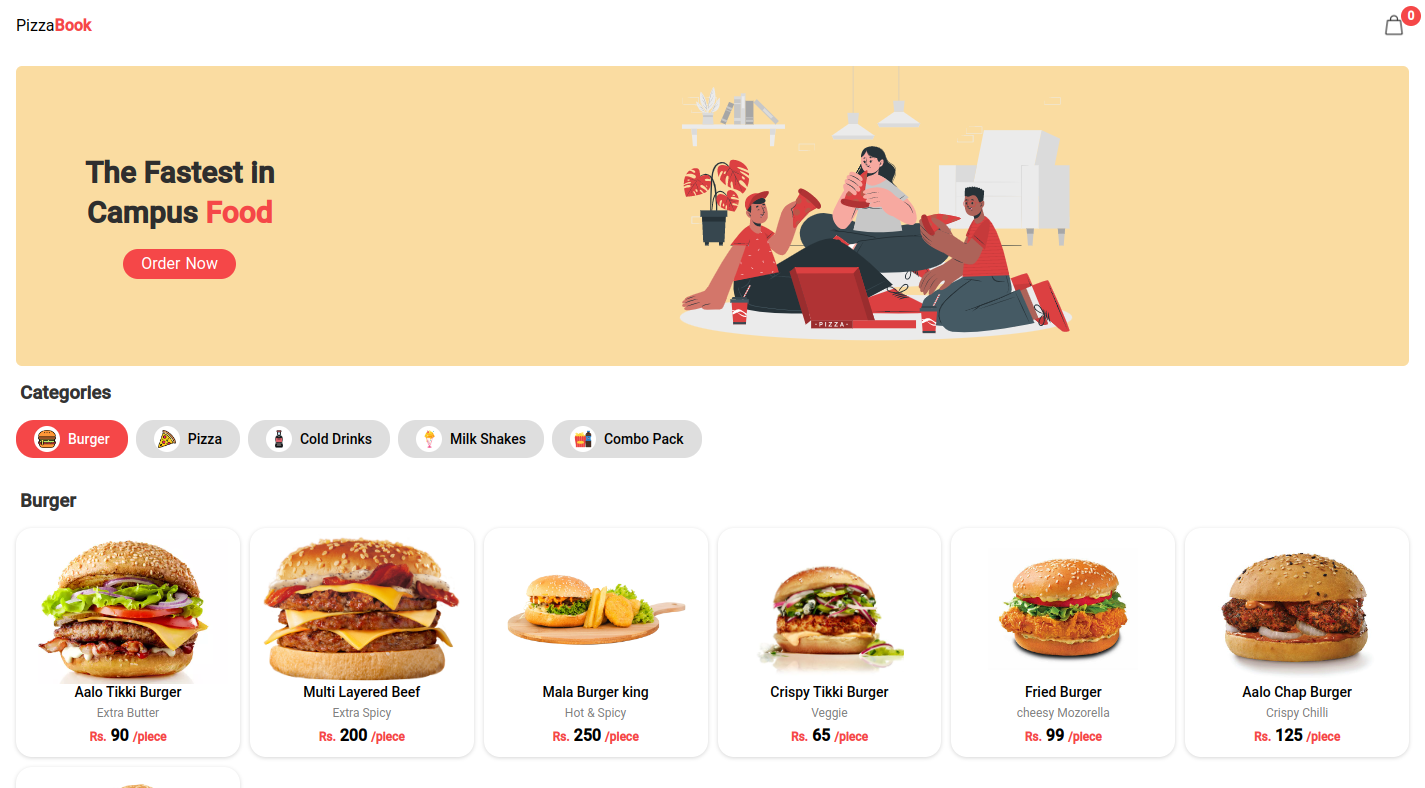 PizzaBook
0
The Fastest in
Campus Food
Order Now
- PIZZA -
Categories
Burger
Pizza
Cold Drinks
Milk Shakes
Combo Pack
Burger
Aalo Tikki Burger
Extra Butter
Rs. 90 /piece
Multi Layered Beef
Extra Spicy
Rs. 200 /piece
Mala Burger king
Hot & Spicy
Rs. 250 /piece
Crispy Tikki Burger
Veggie
Rs. 65 /piece
Fried Burger
cheesy Mozorella
Rs. 99 /piece
Aalo Chap Burger
Crispy Chilli
Rs. 125 /piece